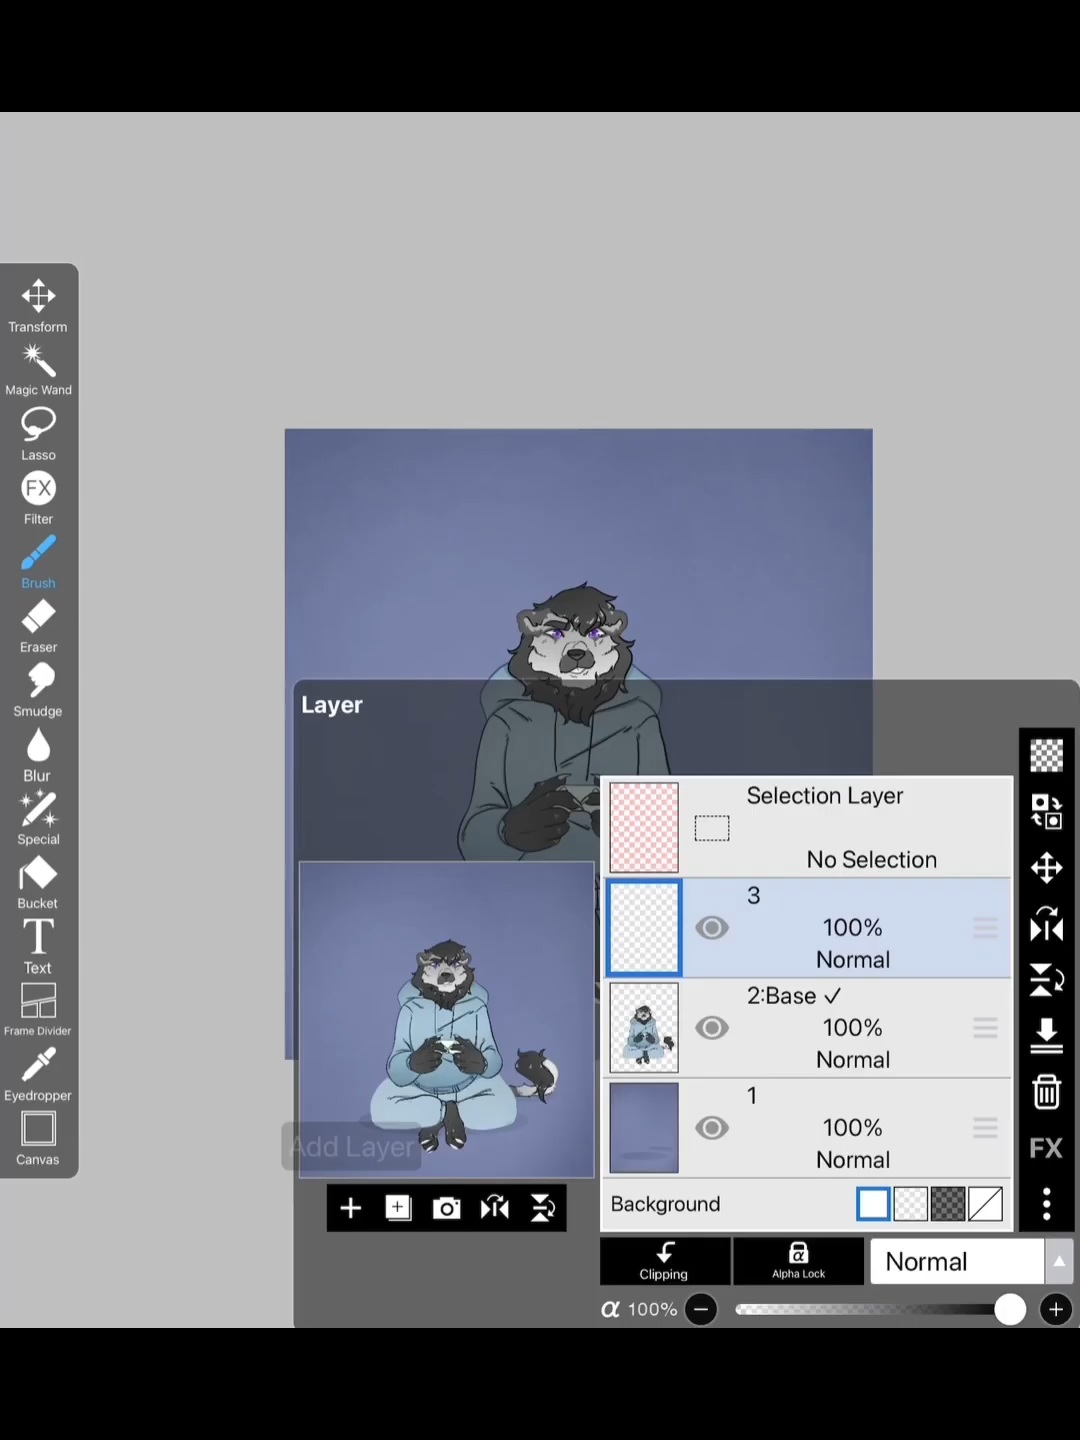 Transform
Magic Wand
Lasso
FX
Filter
Brush
Eraser
Smudge
Blur
Special
Bucket
T
Text
Frame Divider
Eyedropper
Canvas
Layer
Add Layer
Selection Layer
No Selection
3
100%
Normal
2:Base ✓
100%
Normal
1
100%
Normal
Background
FX
Clipping
α
Alpha Lock
Normal
α 100%